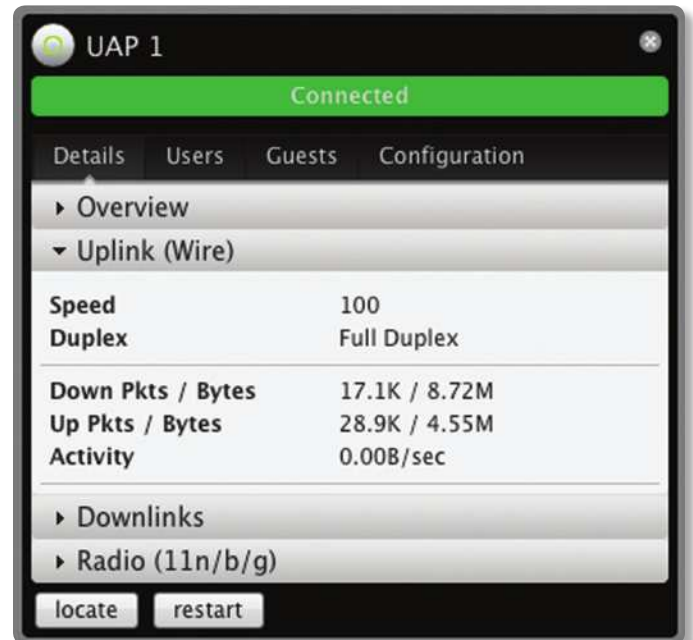 UAP 1
Connected
Details Users Guests Configuration
Overview
Uplink (Wire)
Speed 100
Duplex Full Duplex
Down Pkts / Bytes 17.1K / 8.72M
Up Pkts / Bytes 28.9K / 4.55M
Activity 0.00B/sec
Downlinks
Radio (11n/b/g)
locate restart